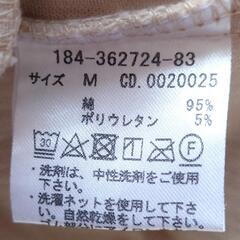 184-362724-83
サイズ M CD.0020025
綿 95%
ポリウレタン 5%
30 F
・洗剤は、中性洗剤をご使用
下さい。
・洗濯ネットを使用して下さ
い。自然乾燥をして下さい。